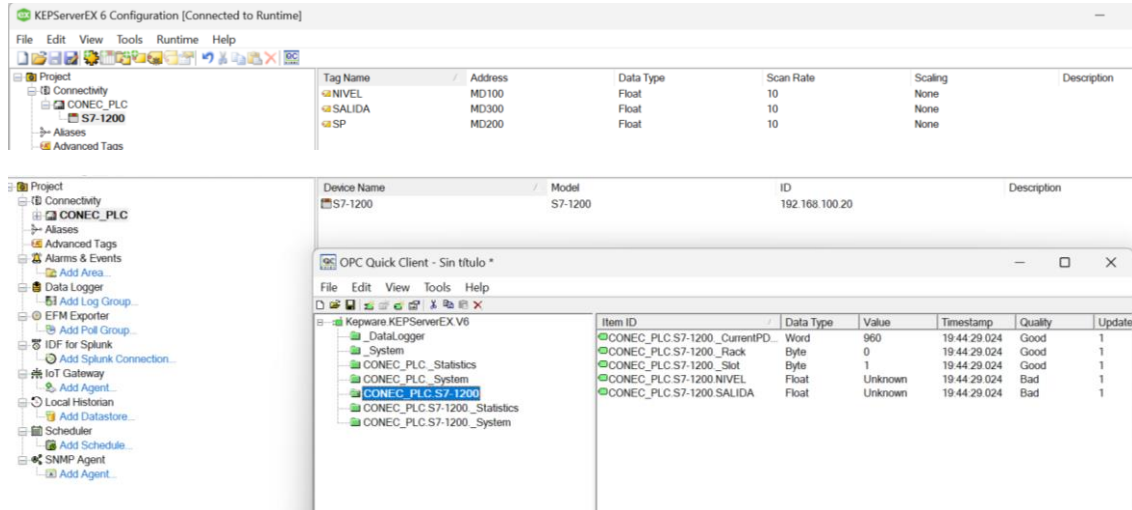 KEPServerEX 6 Configuration [Connected to Runtime]
File Edit View Tools Runtime Help
Project
Connectivity
CONEC_PLC
S7-1200
Aliases
Advanced Tags
Tag Name Address Data Type Scan Rate Scaling Description
NIVEL MD100 Float 10 None
SALIDA MD300 Float 10 None
SP MD200 Float 10 None
Project
Connectivity
CONEC_PLC
Aliases
Advanced Tags
Alarms & Events
Add Area...
Data Logger
Add Log Group...
EFM Exporter
Add Poll Group...
IDF for Splunk
Add Splunk Connection...
IoT Gateway
Add Agent...
Local Historian
Add Datastore...
Scheduler
Add Schedule...
SNMP Agent
Add Agent...
Device Name Model ID Description
S7-1200 S7-1200 192.168.100.20
OPC Quick Client - Sin título *
File Edit View Tools Help
Kepware.KEPServerEX.V6
_DataLogger
_System
CONEC_PLC._Statistics
CONEC_PLC._System
CONEC_PLC.S7-1200
CONEC_PLC.S7-1200._Statistics
CONEC_PLC.S7-1200._System
Item ID Data Type Value Timestamp Quality Update
CONEC_PLC.S7-1200._CurrentPD... Word 960 19:44:29.024 Good 1
CONEC_PLC.S7-1200._Rack Byte 0 19:44:29.024 Good 1
CONEC_PLC.S7-1200._Slot Byte 1 19:44:29.024 Good 1
CONEC_PLC.S7-1200.NIVEL Float Unknown 19:44:29.024 Bad 1
CONEC_PLC.S7-1200.SALIDA Float Unknown 19:44:29.024 Bad 1